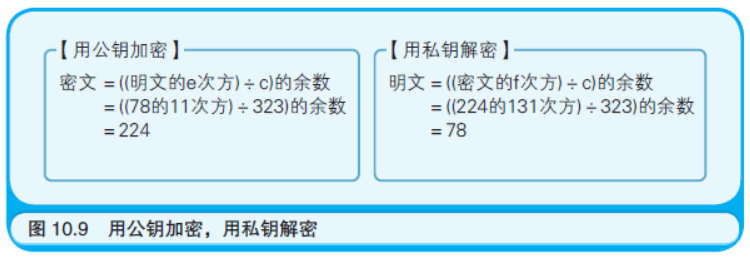 【用公钥加密】
密文 = ((明文的e次方) ÷ c)的余数
= ((78的11次方) ÷ 323)的余数
= 224
【用私钥解密】
明文 = ((密文的f次方) ÷ c)的余数
= ((224的131次方) ÷ 323)的余数
= 78
图 10.9 用公钥加密，用私钥解密